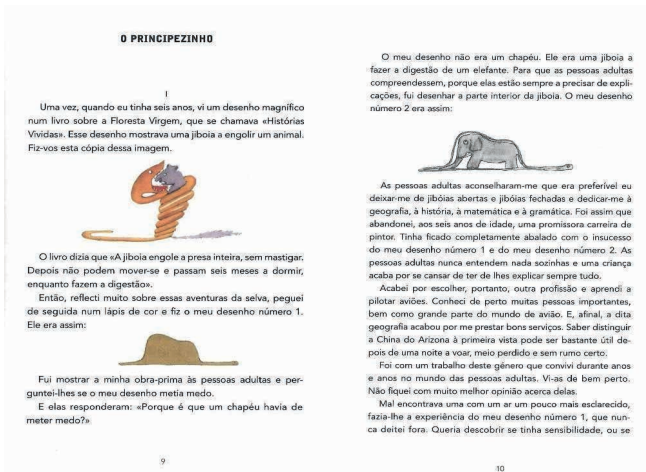 O PRINCIPEZINHO
I
Uma vez, quando eu tinha seis anos, vi um desenho magnífico
num livro sobre a Floresta Virgem, que se chamava «Histórias
Vividas». Esse desenho mostrava uma jiboia a engolir um animal.
Fiz-vos esta cópia dessa imagem.
O livro dizia que «A jiboia engole a presa inteira, sem mastigar.
Depois não podem mover-se e passam seis meses a dormir,
enquanto fazem a digestão».
Então, reflecti muito sobre essas aventuras da selva, peguei
de seguida num lápis de cor e fiz o meu desenho número 1.
Ele era assim:
Fui mostrar a minha obra-prima às pessoas adultas e per-
guntei-lhes se o meu desenho metia medo.
E elas responderam: «Porque é que um chapéu havia de
meter medo?»
9
O meu desenho não era um chapéu. Ele era uma jiboia a
fazer a digestão de um elefante. Para que as pessoas adultas
compreendessem, porque elas estão sempre a precisar de expli-
cações, fui desenhar a parte interior da jiboia. O meu desenho
número 2 era assim:
As pessoas adultas aconselharam-me que era preferível eu
deixar-me de jibóias abertas e jibóias fechadas e dedicar-me à
geografia, à história, à matemática e à gramática. Foi assim que
abandonei, aos seis anos de idade, uma promissora carreira de
pintor. Tinha ficado completamente abalado com o insucesso
do meu desenho número 1 e do meu desenho número 2. As
pessoas adultas nunca entendem nada sozinhas e uma criança
acaba por se cansar de ter de lhes explicar sempre tudo.
Acabei por escolher, portanto, outra profissão e aprendi a
pilotar aviões. Conheci de perto muitas pessoas importantes,
bem como grande parte do mundo de avião. E, afinal, a dita
geografia acabou por me prestar bons serviços. Saber distinguir
a China do Arizona à primeira vista pode ser bastante útil de-
pois de uma noite a voar, meio perdido e sem rumo certo.
Foi com um trabalho deste género que convivi durante anos
e anos no mundo das pessoas adultas. Vi-as de bem perto.
Não fiquei com muito melhor opinião acerca delas.
Mal encontrava uma com um ar um pouco mais esclarecido,
fazia-lhe a experiência do meu desenho número 1, que nun-
ca deitei fora. Queria descobrir se tinha sensibilidade, ou se
10